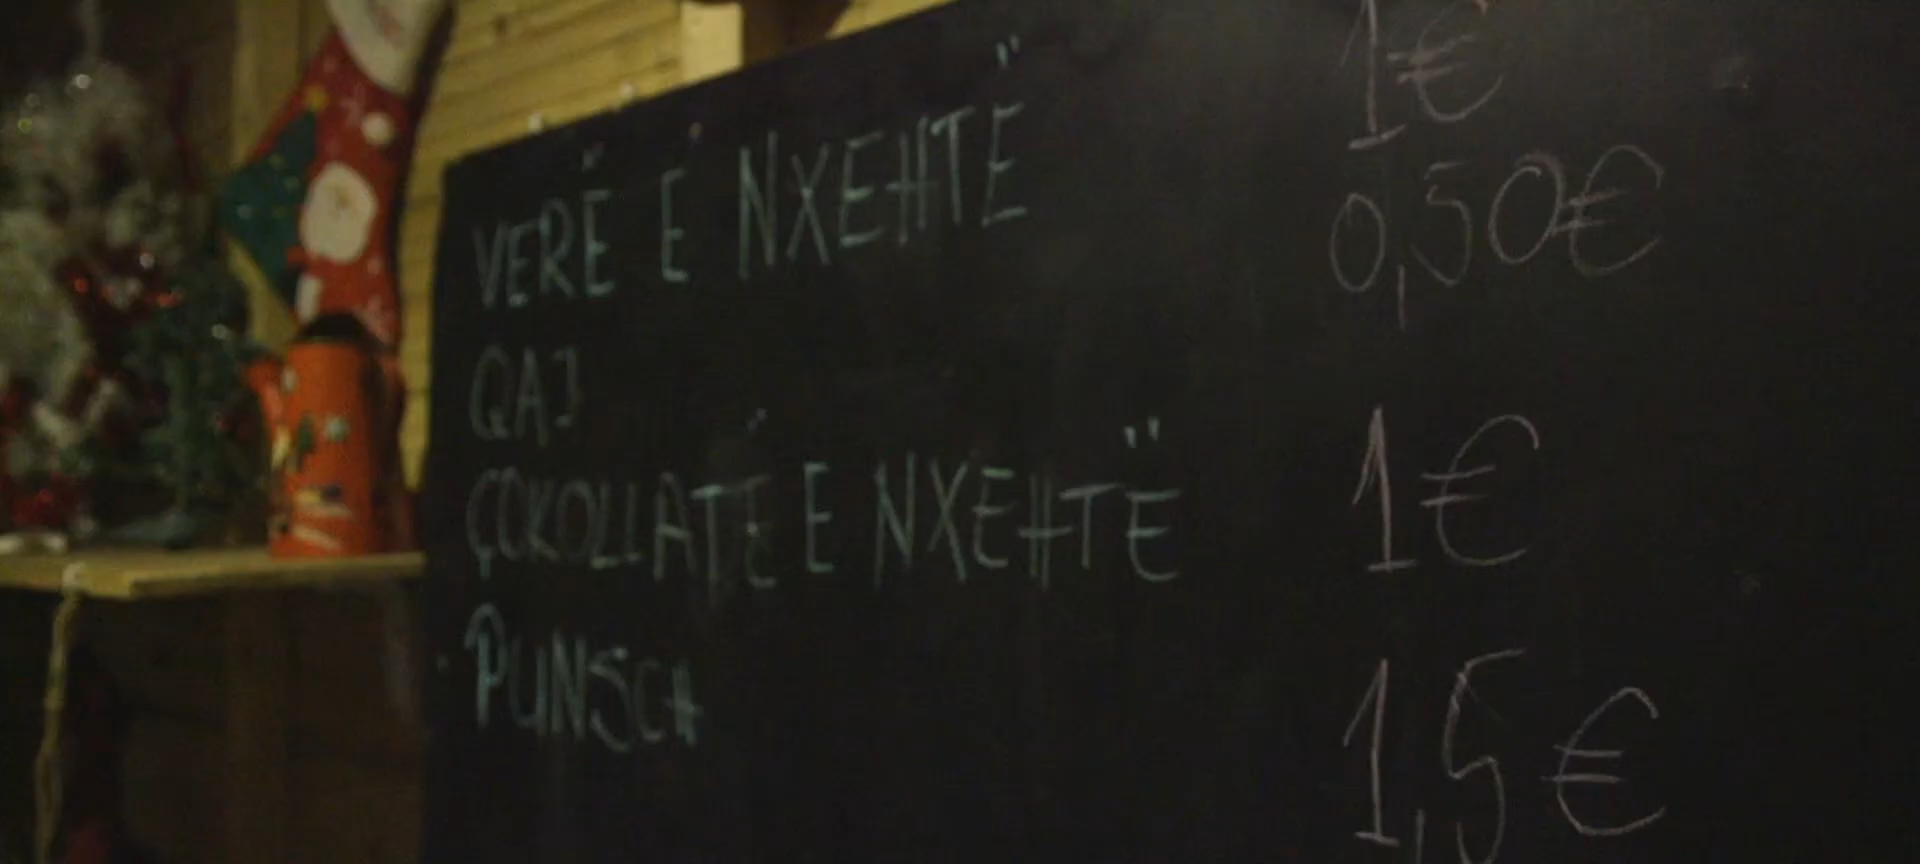 VERË E NXEHTË 1€
QAJ 0,50€
ÇOKOLLATË E NXEHTË 1€
PUNSCH 1,5€